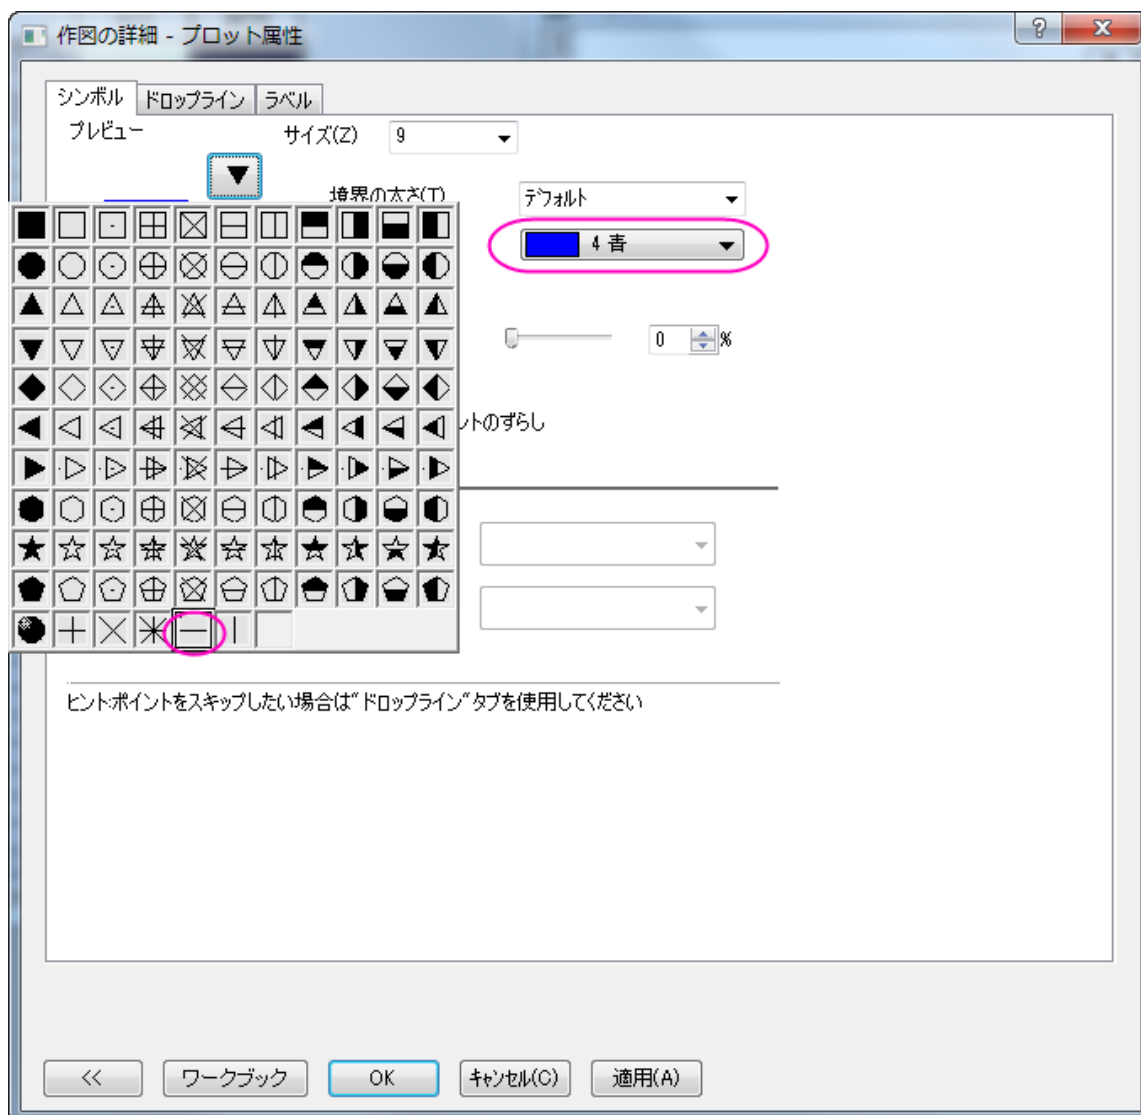 作図の詳細 - プロット属性
シンボル ドロップライン ラベル
プレビュー サイズ(Z) 9
境界の太さ(T) デフォルト
4 青
0 %
ントのずらし
ヒント:ポイントをスキップしたい場合は"ドロップライン"タブを使用してください
<< ワークブック OK キャンセル(C) 適用(A)